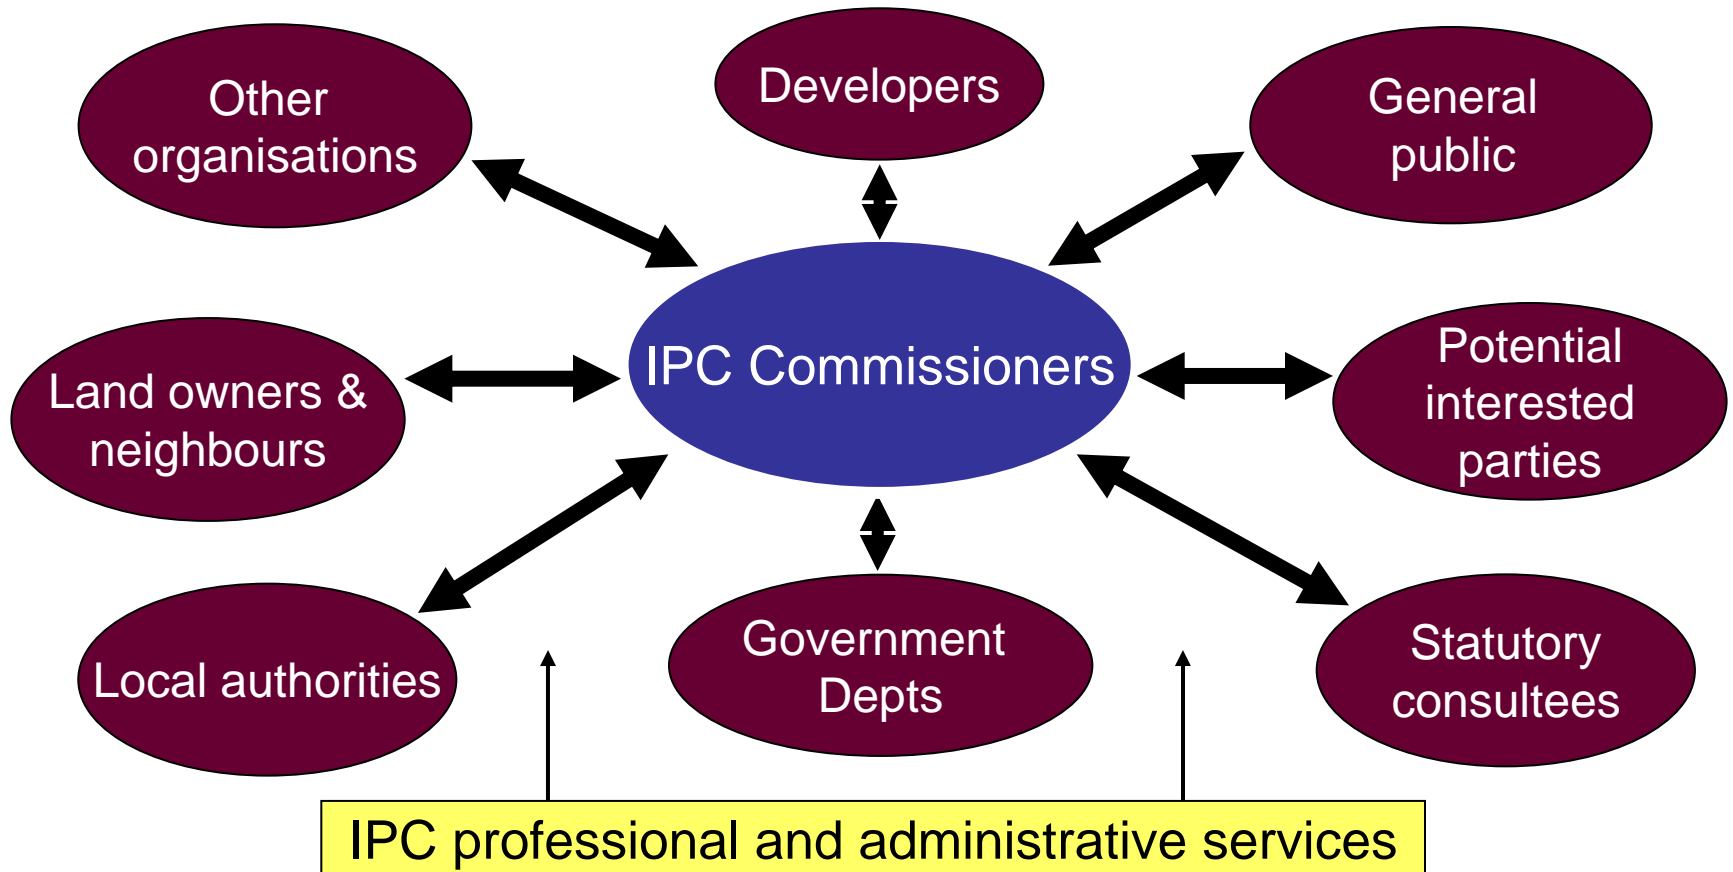 Other
organisations
Developers
General
public
IPC Commissioners
Land owners &
neighbours
Potential
interested
parties
Local authorities
Government
Depts
Statutory
consultees
IPC professional and administrative services